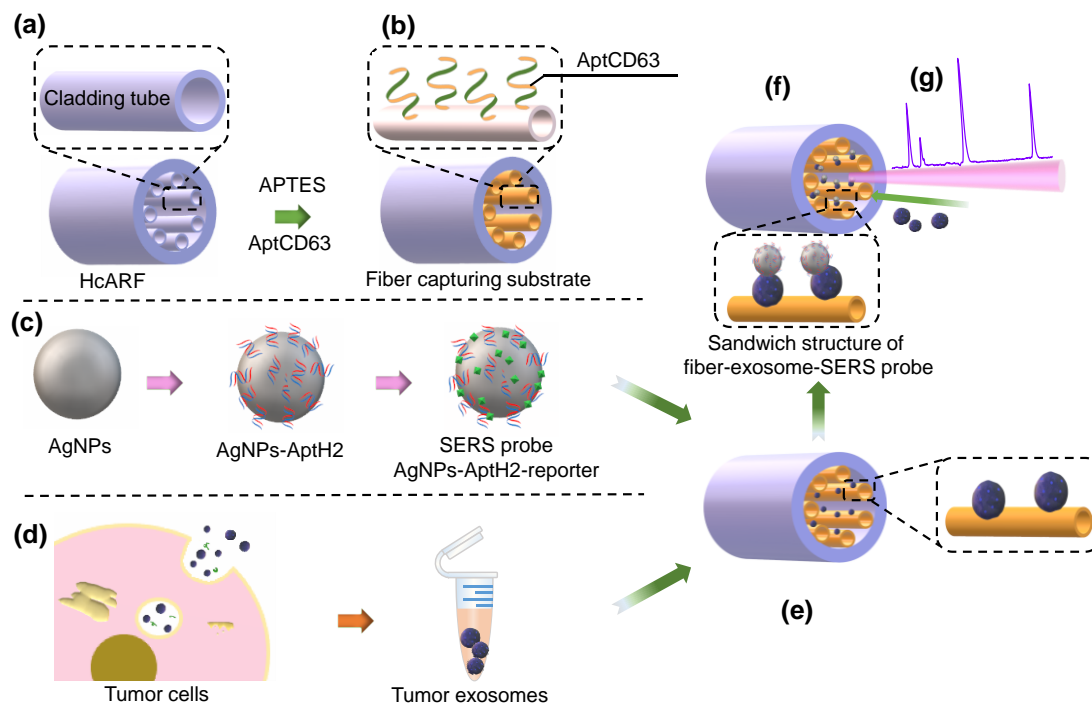 (a)
Cladding tube
HcARF
APTES
AptCD63
(b)
AptCD63
Fiber capturing substrate
(c)
AgNPs
AgNPs-AptH2
SERS probe
AgNPs-AptH2-reporter
(d)
Tumor cells
Tumor exosomes
(e)
(f)
Sandwich structure of
fiber-exosome-SERS probe
(g)